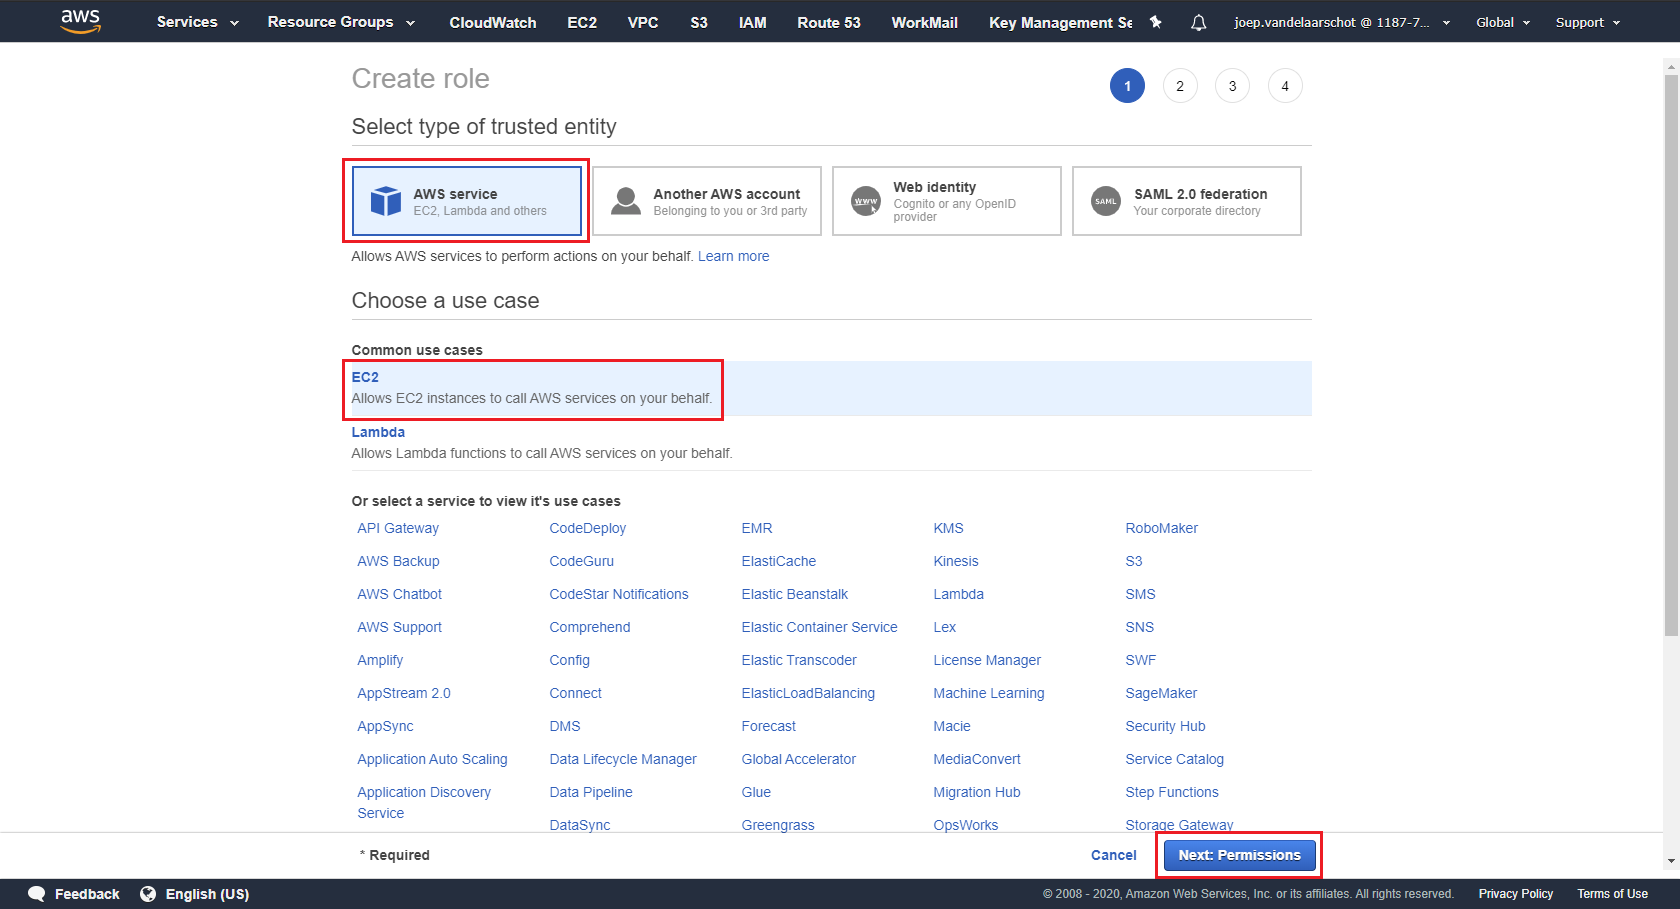 aws Services Resource Groups CloudWatch EC2 VPC S3 IAM Route 53 WorkMail Key Management Se joep.vandelaarschot @ 1187-7... Global Support
Create role
1 2 3 4
Select type of trusted entity
AWS service
EC2, Lambda and others
Another AWS account
Belonging to you or 3rd party
www
Web identity
Cognito or any OpenID
provider
SAML
SAML 2.0 federation
Your corporate directory
Allows AWS services to perform actions on your behalf. Learn more
Choose a use case
Common use cases
EC2
Allows EC2 instances to call AWS services on your behalf.
Lambda
Allows Lambda functions to call AWS services on your behalf.
Or select a service to view it's use cases
API Gateway CodeDeploy EMR KMS RoboMaker
AWS Backup CodeGuru ElastiCache Kinesis S3
AWS Chatbot CodeStar Notifications Elastic Beanstalk Lambda SMS
AWS Support Comprehend Elastic Container Service Lex SNS
Amplify Config Elastic Transcoder License Manager SWF
AppStream 2.0 Connect ElasticLoadBalancing Machine Learning SageMaker
AppSync DMS Forecast Macie Security Hub
Application Auto Scaling Data Lifecycle Manager Global Accelerator MediaConvert Service Catalog
Application Discovery Data Pipeline Glue Migration Hub Step Functions
Service
DataSync Greengrass OpsWorks Storage Gateway
* Required Cancel Next: Permissions
Feedback English (US) © 2008 - 2020, Amazon Web Services, Inc. or its affiliates. All rights reserved. Privacy Policy Terms of Use